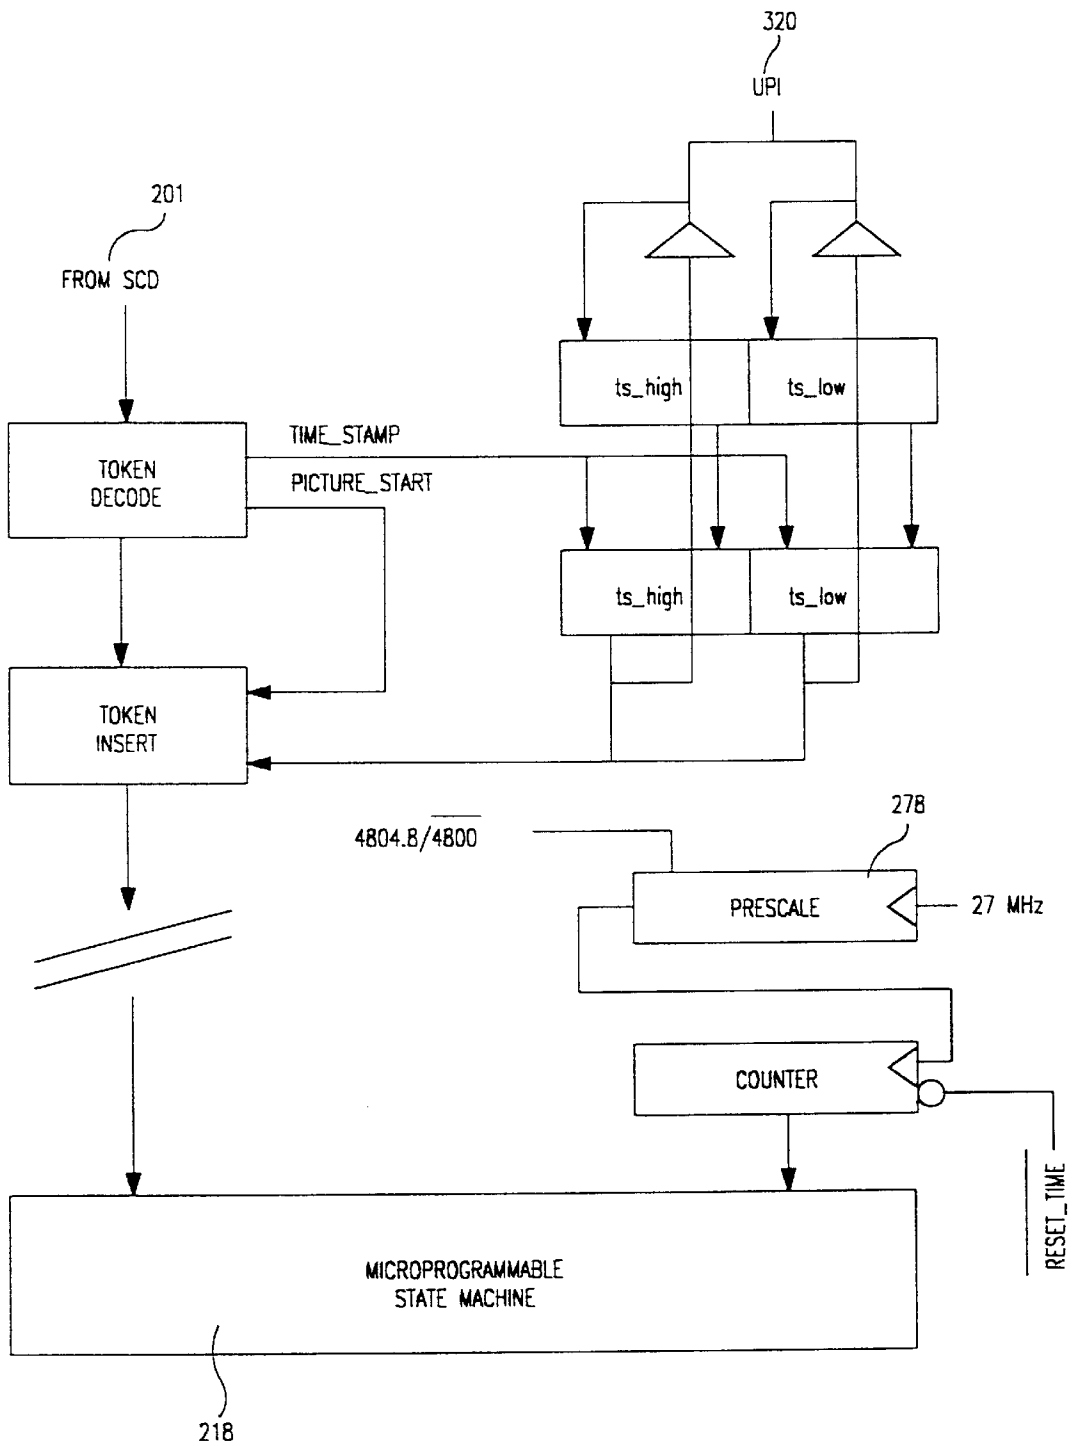 320
UPI
201
FROM SCD
ts_high
ts_low
TIME_STAMP
TOKEN
DECODE
PICTURE_START
ts_high
ts_low
TOKEN
INSERT
278
4804.8/4800
PRESCALE
27 MHz
COUNTER
RESET_TIME
MICROPROGRAMMABLE
STATE MACHINE
218